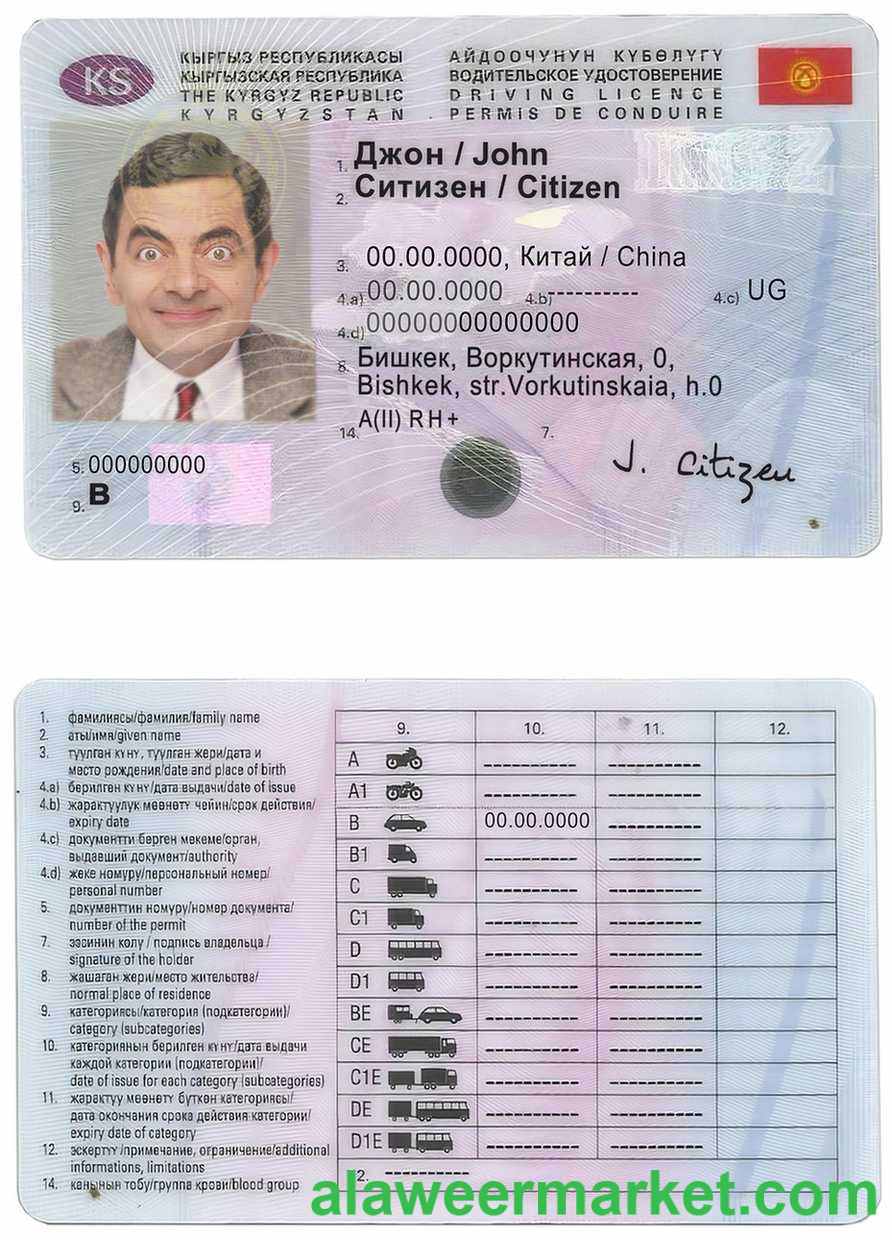 KS
КЫРГЫЗ РЕСПУБЛИКАСЫ
КЫРГЫЗСКАЯ РЕСПУБЛИКА
THE KYRGYZ REPUBLIC
KYRGYZSTAN
АЙДООЧУНУН КҮБӨЛҮГҮ
ВОДИТЕЛЬСКОЕ УДОСТОВЕРЕНИЕ
DRIVING LICENCE
PERMIS DE CONDUIRE
1. Джон / John
2. Ситизен / Citizen
3. 00.00.0000, Китай / China
4.a) 00.00.0000 4.b) ---------- 4.c) UG
4.d) 00000000000000
8. Бишкек, Воркутинская, 0,
Bishkek, str.Vorkutinskaia, h.0
14. A(II) RH+ 7.
J. Citizen
5. 000000000
9. B
1. фамилиясы/фамилия/family name
2. аты/имя/given name
3. туулган күнү, туулган жери/дата и
место рождения/date and place of birth
4.a) берилген күнү/дата выдачи/date of issue
4.b) жарактуулук мөөнөтү чейин/срок действия/
expiry date
4.c) документти берген мекеме/орган,
выдавший документ/authority
4.d) жеке номуру/персональный номер/
personal number
5. документтин номуру/номер документа/
number of the permit
7. ээсинин колу / подпись владельца /
signature of the holder
8. жашаган жери/место жительства/
normal place of residence
9. категориясы/категория (подкатегории)/
category (subcategories)
10. категориянын берилген күнү/дата выдачи
каждой категории (подкатегории)/
date of issue for each category (subcategories)
11. жарактуу мөөнөтү бүткөн категориясы/
дата окончания срока действия категории/
expiry date of category
12. эскертүү/примечание, ограничение/additional
informations, limitations
14. канынын тобу/группа крови/blood group
9. 10. 11. 12.
A ---------- ----------
A1 ---------- ----------
B 00.00.0000 ----------
B1 ---------- ----------
C ---------- ----------
C1 ---------- ----------
D ---------- ----------
D1 ---------- ----------
BE ---------- ----------
CE ---------- ----------
C1E ---------- ----------
DE ---------- ----------
D1E ---------- ----------
12. ----------
alaweermarket.com